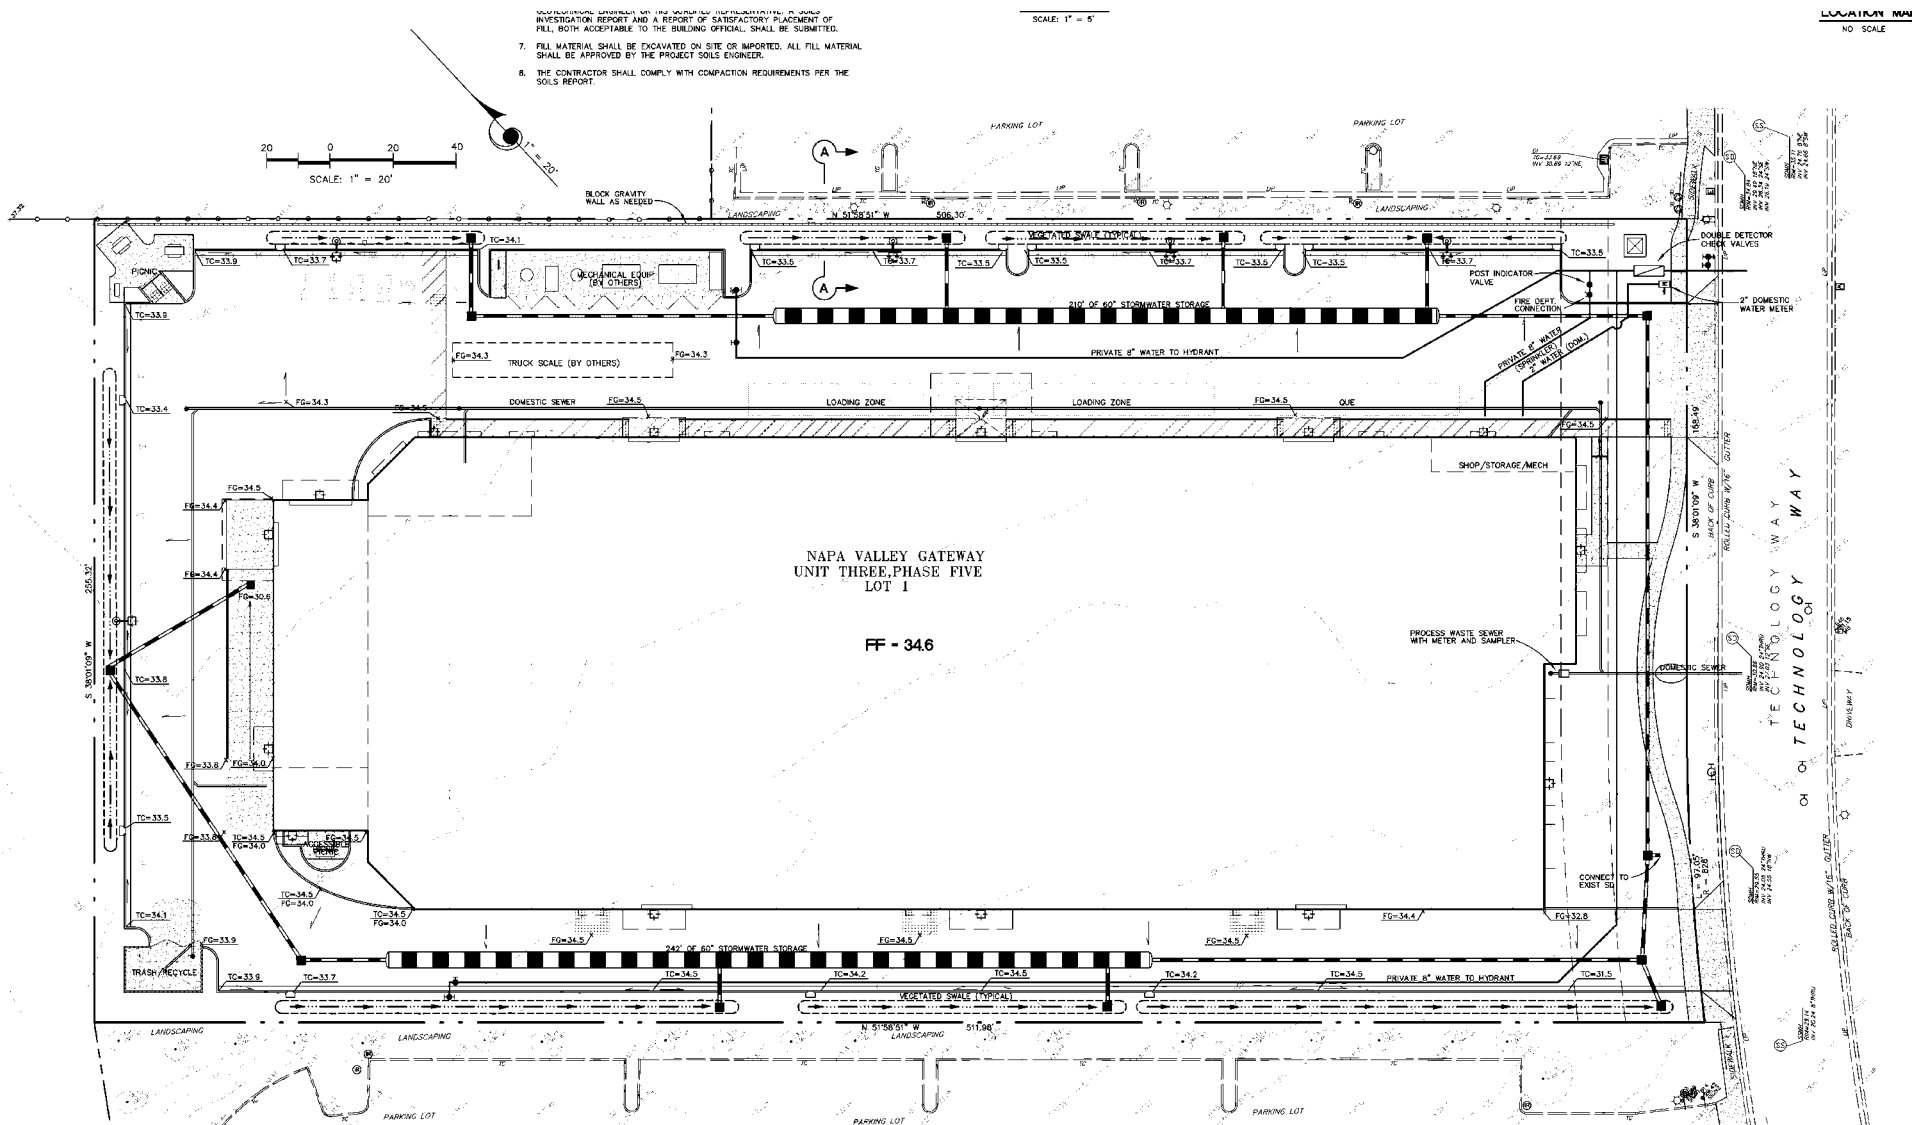 INVESTIGATION REPORT AND A REPORT OF SATISFACTORY PLACEMENT OF
FILL, BOTH ACCEPTABLE TO THE BUILDING OFFICIAL, SHALL BE SUBMITTED.
7. FILL MATERIAL SHALL BE EXCAVATED ON SITE OR IMPORTED. ALL FILL MATERIAL
SHALL BE APPROVED BY THE PROJECT SOILS ENGINEER.
8. THE CONTRACTOR SHALL COMPLY WITH COMPACTION REQUIREMENTS PER THE
SOILS REPORT.
SCALE: 1" = 5'
LOCATION MAP
NO SCALE
20 0 20 40
SCALE: 1" = 20'
1" = 20'
BLOCK GRAVITY
WALL AS NEEDED
A
A
PARKING LOT
PARKING LOT
LANDSCAPING
N 51°58'51" W 506.30'
LANDSCAPING
SIDEWALK
PICNIC
TC=33.9
TC=33.7
TC=34.1
MECHANICAL EQUIP
(BY OTHERS)
VEGETATED SWALE (TYPICAL)
TC=33.5
TC=33.7
TC=33.5
TC=33.5
TC=33.7
TC=33.5
TC=33.5
TC=33.7
TC=33.5
DOUBLE DETECTOR
CHECK VALVES
POST INDICATOR
VALVE
FIRE DEPT.
CONNECTION
2" DOMESTIC
WATER METER
TC=33.9
210' OF 60" STORMWATER STORAGE
FG=34.3
TRUCK SCALE (BY OTHERS)
FG=34.3
PRIVATE 8" WATER TO HYDRANT
PRIVATE 8" WATER
(SPRINKLER)
2" WATER (DOM.)
TC=33.4
FG=34.3
FG=34.5
DOMESTIC SEWER
FG=34.5
LOADING ZONE
LOADING ZONE
FG=34.5
QUE
FG=34.5
168.49'
S 38°01'09" W
BACK OF CURB
ROLLED CURB W/16" GUTTER
SHOP/STORAGE/MECH
FG=34.5
FG=34.4
FG=34.4
FG=30.6
255.32'
S 38°01'09" W
NAPA VALLEY GATEWAY
UNIT THREE,PHASE FIVE
LOT 1
FF = 34.6
PROCESS WASTE SEWER
WITH METER AND SAMPLER
DOMESTIC SEWER
TECHNOLOGY WAY
TECHNOLOGY WAY
DRIVEWAY
TC=33.8
FG=33.8
FG=34.0
TC=33.5
FG=33.8
TC=34.5
FG=34.0
FG=34.5
ACCESSIBLE
PICNIC
TC=34.5
FG=34.0
TC=34.5
FG=34.0
CONNECT TO
EXIST SD
L = 97.05'
R = 828'
ROLLED CURB W/16" GUTTER
BACK OF CURB
TC=34.1
FG=33.9
TRASH/RECYCLE
FG=34.5
FG=34.5
FG=34.5
FG=34.4
FG=32.8
242' OF 60" STORMWATER STORAGE
TC=33.9
TC=33.7
TC=34.5
TC=34.2
TC=34.5
TC=34.2
TC=34.5
PRIVATE 8" WATER TO HYDRANT
TC=31.5
VEGETATED SWALE (TYPICAL)
LANDSCAPING
LANDSCAPING
N 51°58'51" W 511.98'
LANDSCAPING
SIDEWALK
PARKING LOT
PARKING LOT
PARKING LOT